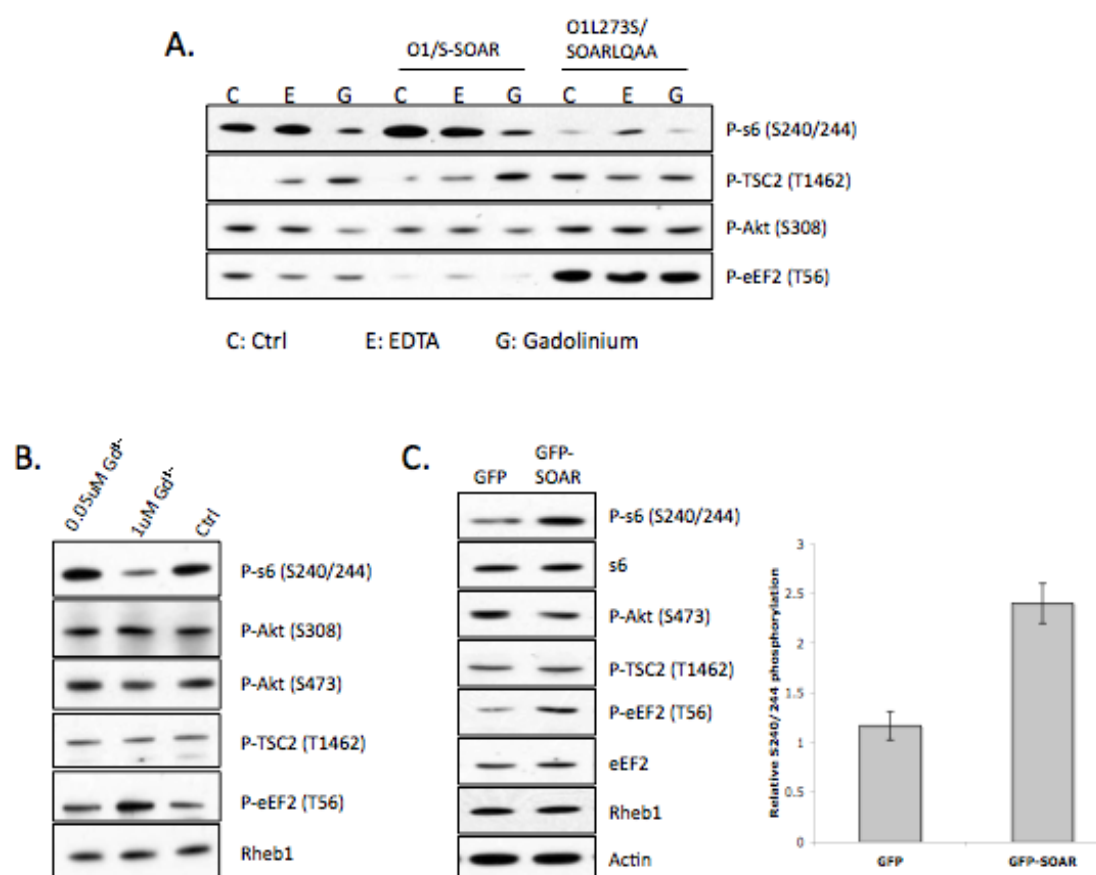 A.
O1/S-SOAR
O1L273S/
SOARLQAA
C E G C E G C E G
P-s6 (S240/244)
P-TSC2 (T1462)
P-Akt (S308)
P-eEF2 (T56)
C: Ctrl E: EDTA G: Gadolinium
B.
0.05uM Gd³⁻
1uM Gd³⁻
Ctrl
P-s6 (S240/244)
P-Akt (S308)
P-Akt (S473)
P-TSC2 (T1462)
P-eEF2 (T56)
Rheb1
C.
GFP
GFP-
SOAR
P-s6 (S240/244)
s6
P-Akt (S473)
P-TSC2 (T1462)
P-eEF2 (T56)
eEF2
Rheb1
Actin
Relative S240/244 phosphorylation
3
2.5
2
1.5
1
0.5
0
GFP GFP-SOAR